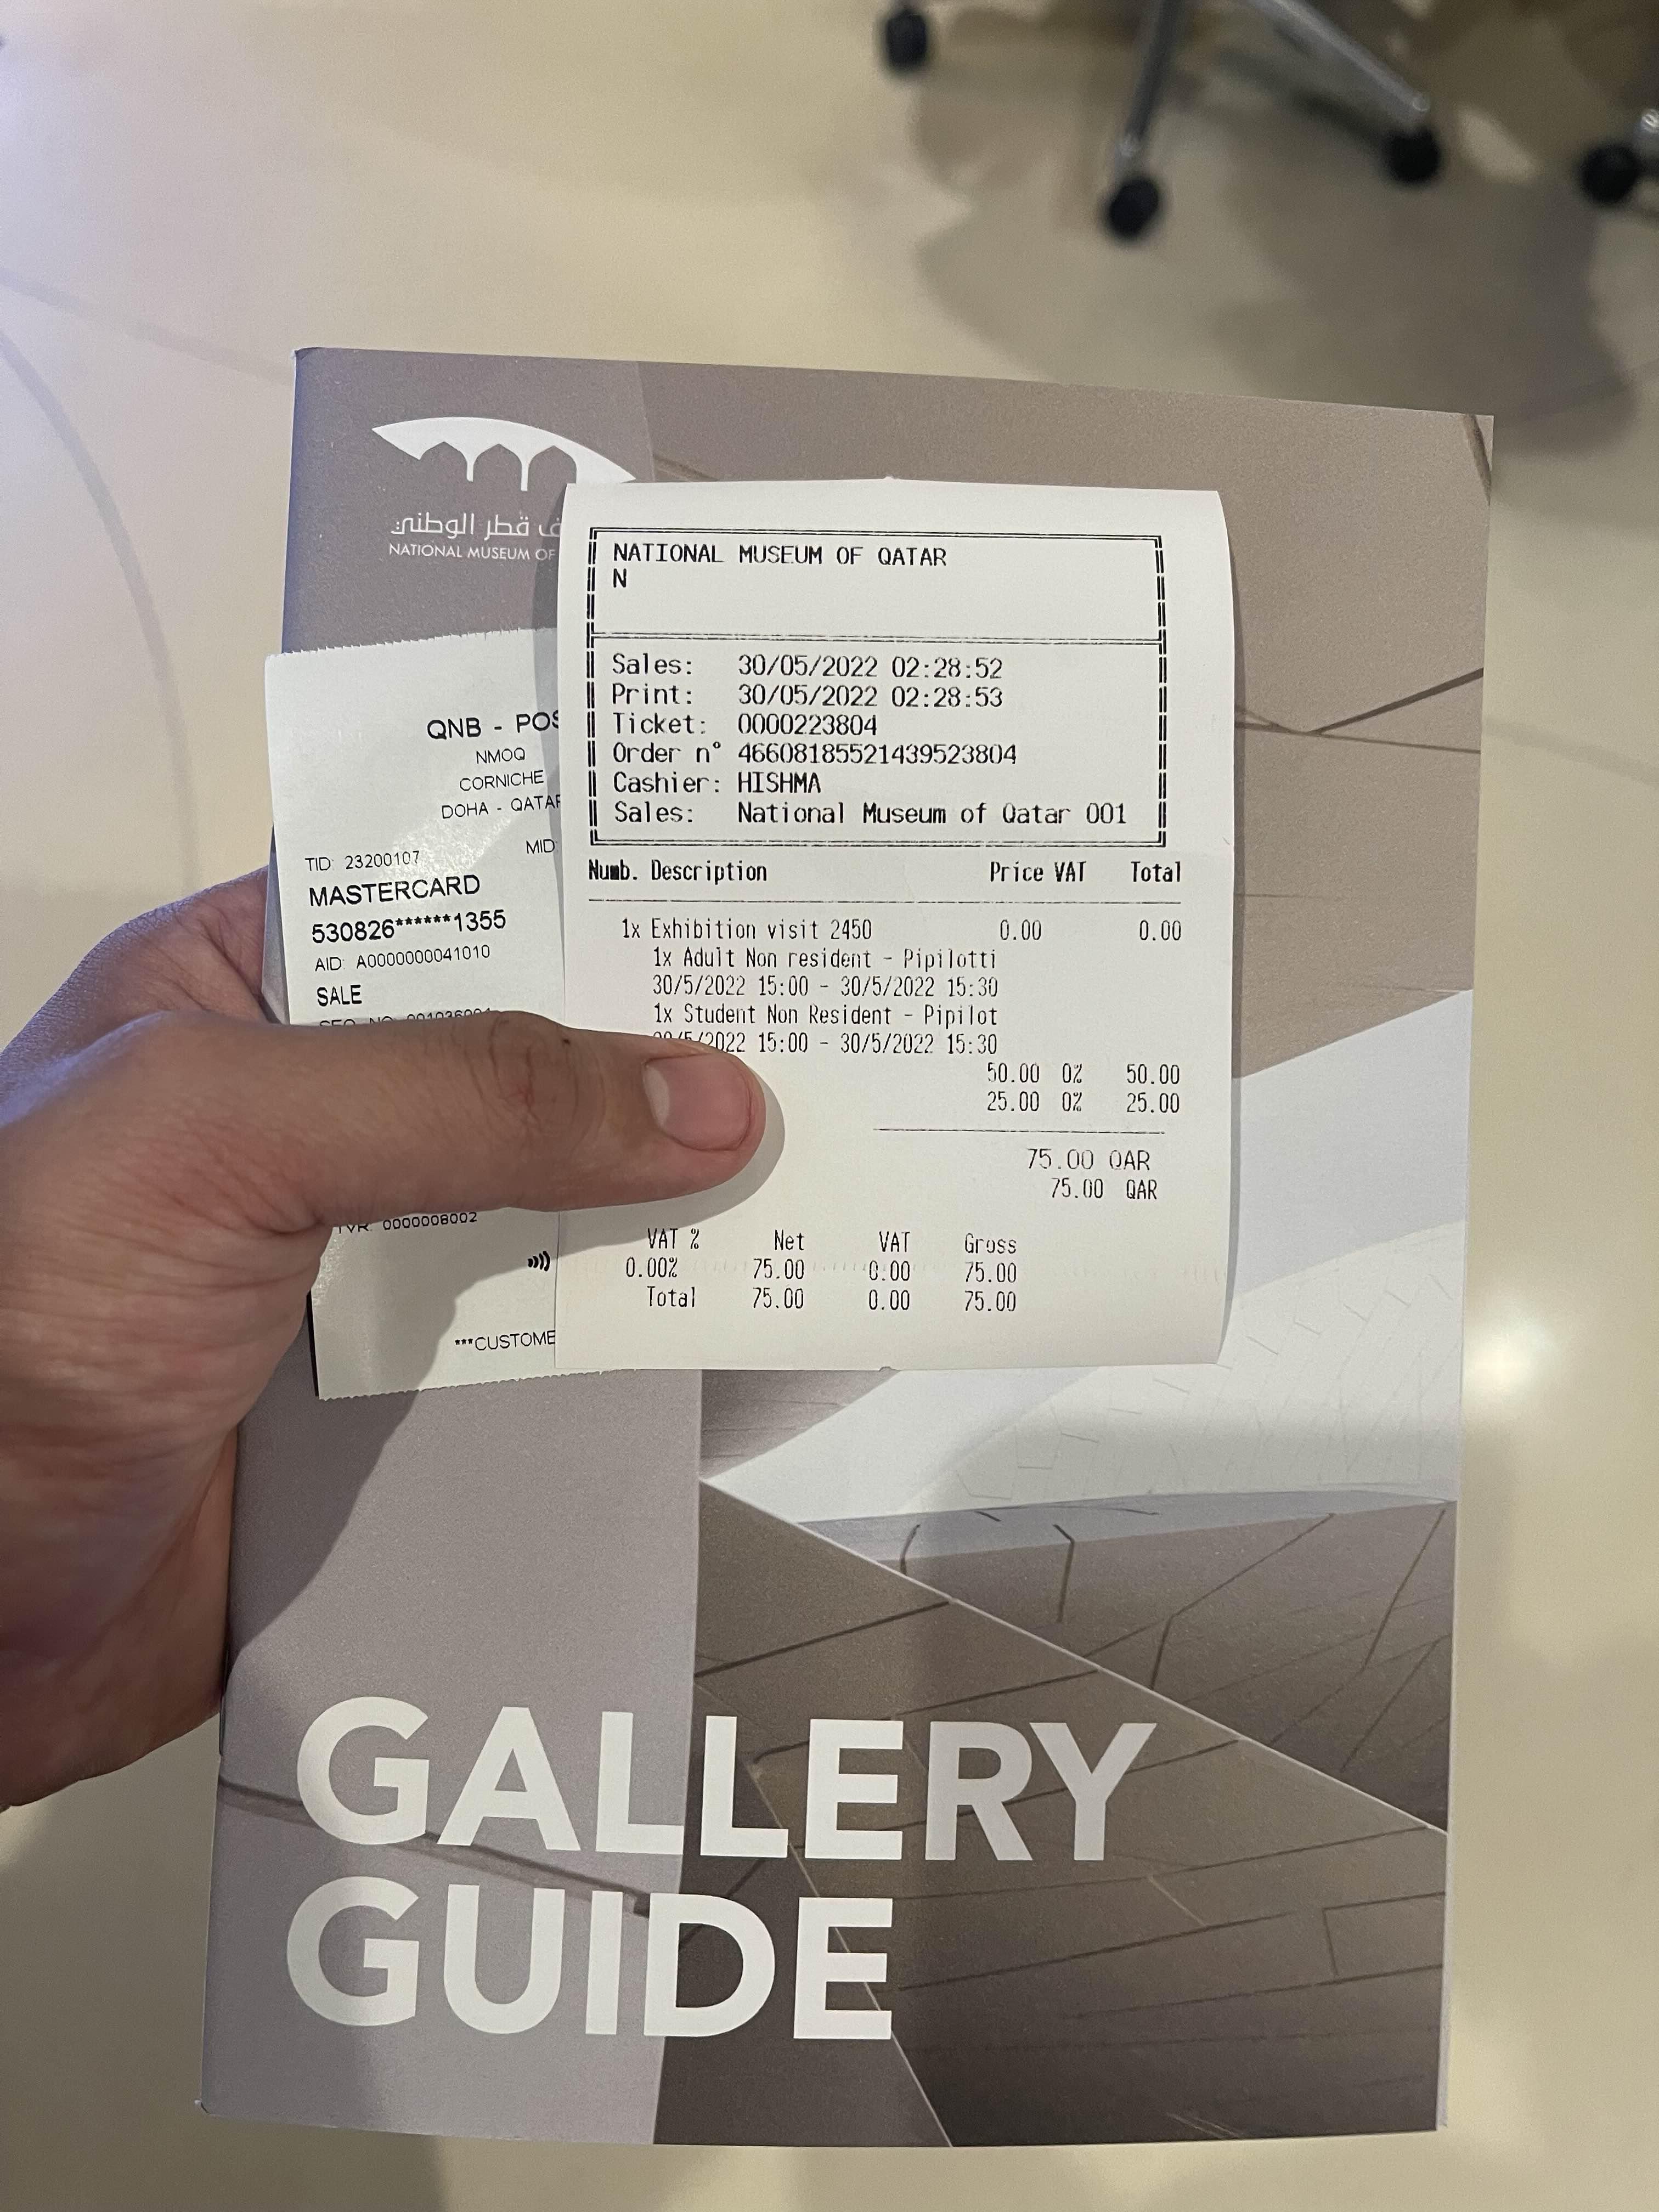 قطر الوطني
NATIONAL MUSEUM OF
QNB - POS
NMOQ
CORNICHE
DOHA - QATAR
TID: 23200107 MID:
MASTERCARD
530826******1355
AID: A0000000041010
SALE
TVR: 0000008002
***CUSTOME
NATIONAL MUSEUM OF QATAR
N
Sales: 30/05/2022 02:28:52
Print: 30/05/2022 02:28:53
Ticket: 0000223804
Order n° 46608185521439523804
Cashier: HISHMA
Sales: National Museum of Qatar 001
Numb. Description Price VAT Total
1x Exhibition visit 2450 0.00 0.00
1x Adult Non resident - Pipilotti
30/5/2022 15:00 - 30/5/2022 15:30
1x Student Non Resident - Pipilot
15:00 - 30/5/2022 15:30
50.00 0% 50.00
25.00 0% 25.00
75.00 QAR
75.00 QAR
VAT % Net VAT Gross
0.00% 75.00 0.00 75.00
Total 75.00 0.00 75.00
GALLERY
GUIDE